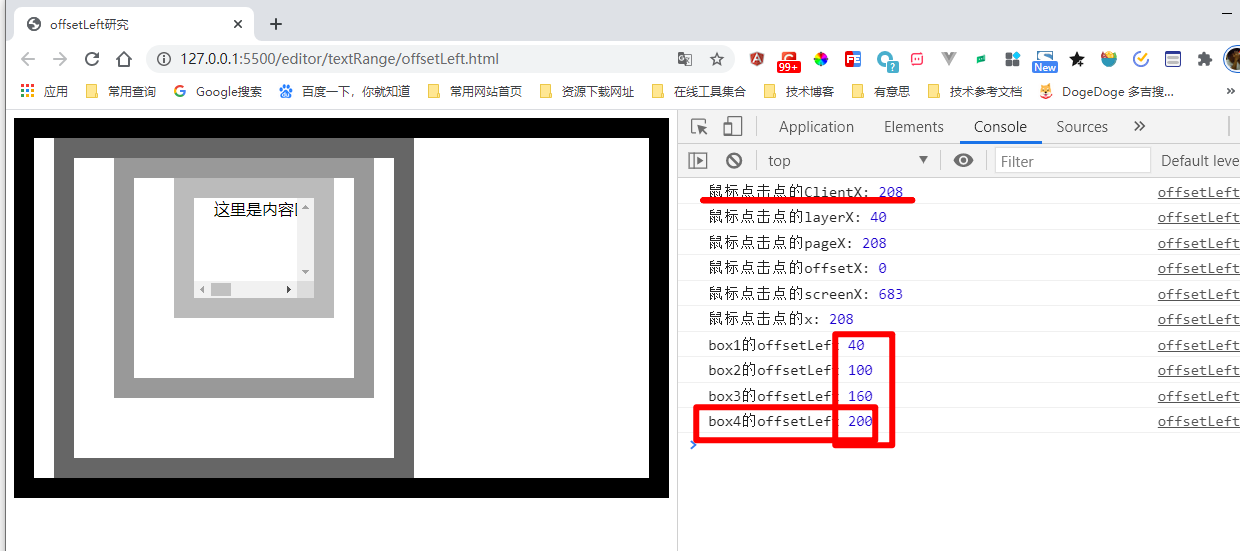 offsetLeft研究
127.0.0.1:5500/editor/textRange/offsetLeft.html
99+
FE
?
New
应用 常用查询 Google搜索 百度一下，你就知道 常用网站首页 资源下载网址 在线工具集合 技术博客 有意思 技术参考文档 DogeDoge 多吉搜...
»
Application Elements Console Sources »
top Filter Default leve
这里是内容
鼠标点击点的ClientX: 208 offsetLeft
鼠标点击点的layerX: 40 offsetLeft
鼠标点击点的pageX: 208 offsetLeft
鼠标点击点的offsetX: 0 offsetLeft
鼠标点击点的screenX: 683 offsetLeft
鼠标点击点的x: 208 offsetLeft
box1的offsetLeft 40 offsetLeft
box2的offsetLeft 100 offsetLeft
box3的offsetLeft 160 offsetLeft
box4的offsetLeft 200 offsetLeft